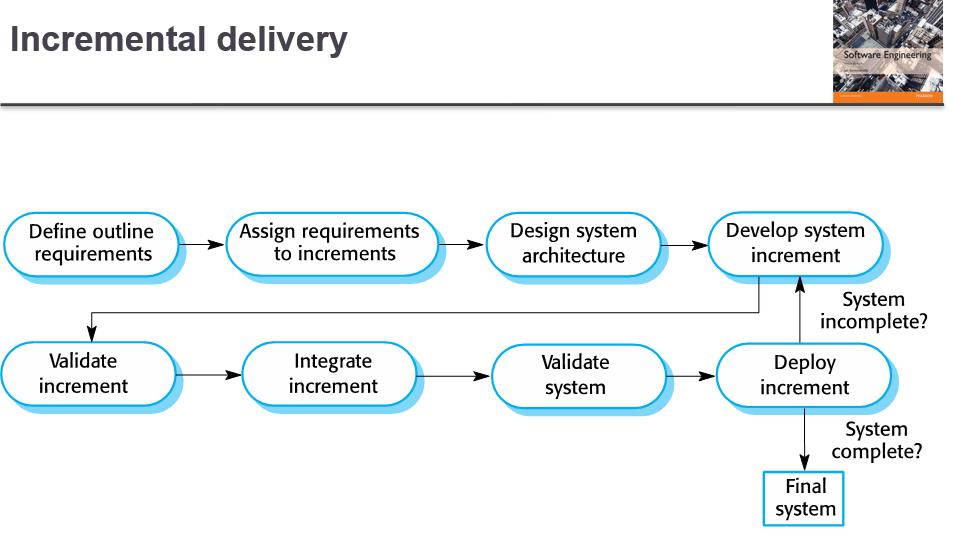 Incremental delivery
Software Engineering
Define outline
requirements
Assign requirements
to increments
Design system
architecture
Develop system
increment
System
incomplete?
Validate
increment
Integrate
increment
Validate
system
Deploy
increment
System
complete?
Final
system